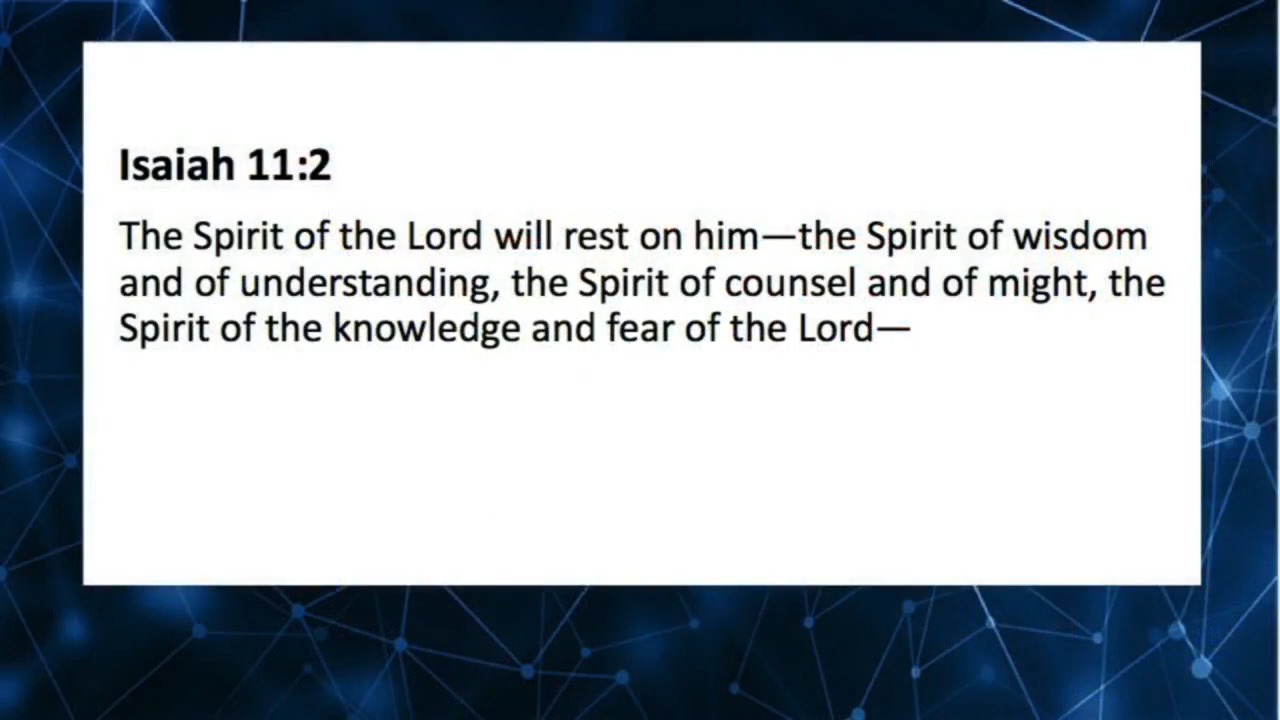 Isaiah 11:2
The Spirit of the Lord will rest on him—the Spirit of wisdom
and of understanding, the Spirit of counsel and of might, the
Spirit of the knowledge and fear of the Lord—